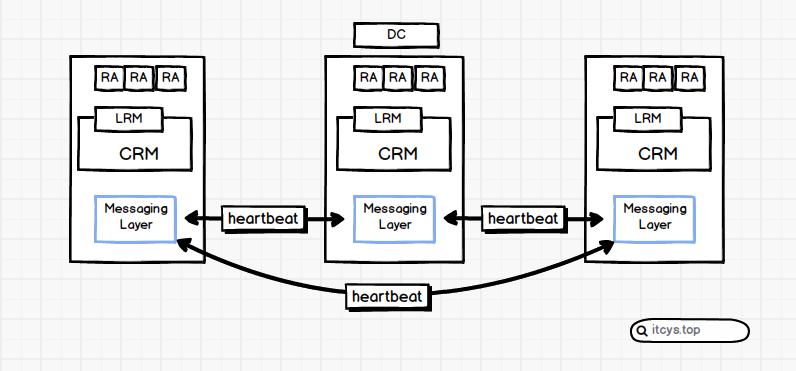 DC
RA RA RA
LRM
CRM
Messaging
Layer
heartbeat
RA RA RA
LRM
CRM
Messaging
Layer
heartbeat
RA RA RA
LRM
CRM
Messaging
Layer
heartbeat
itcys.top